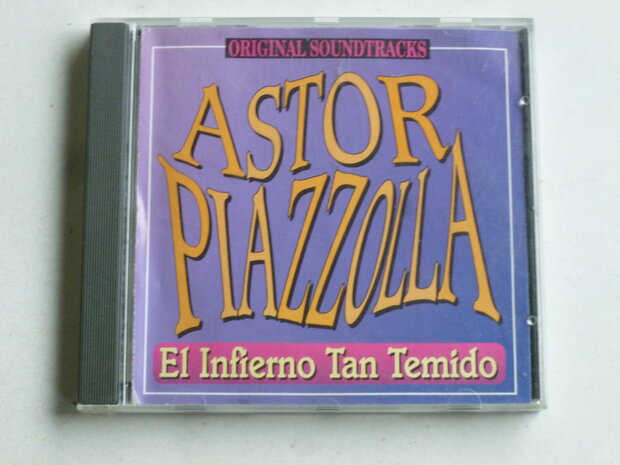 ORIGINAL SOUNDTRACKS
ASTOR
PIAZZOLLA
El Infierno Tan Temido